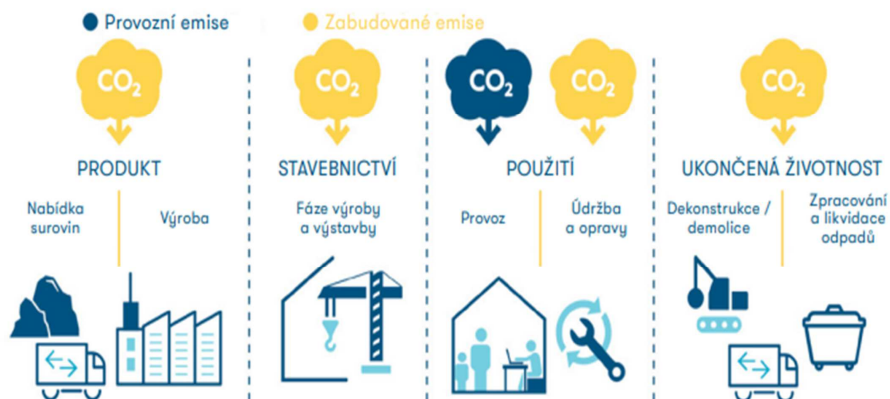 Provozní emise
Zabudované emise
CO2
PRODUKT
Nabídka
surovin
Výroba
CO2
STAVEBNICTVÍ
Fáze výroby
a výstavby
CO2
CO2
POUŽITÍ
Provoz
Údržba
a opravy
CO2
UKONČENÁ ŽIVOTNOST
Dekonstrukce /
demolice
Zpracování
a likvidace
odpadů